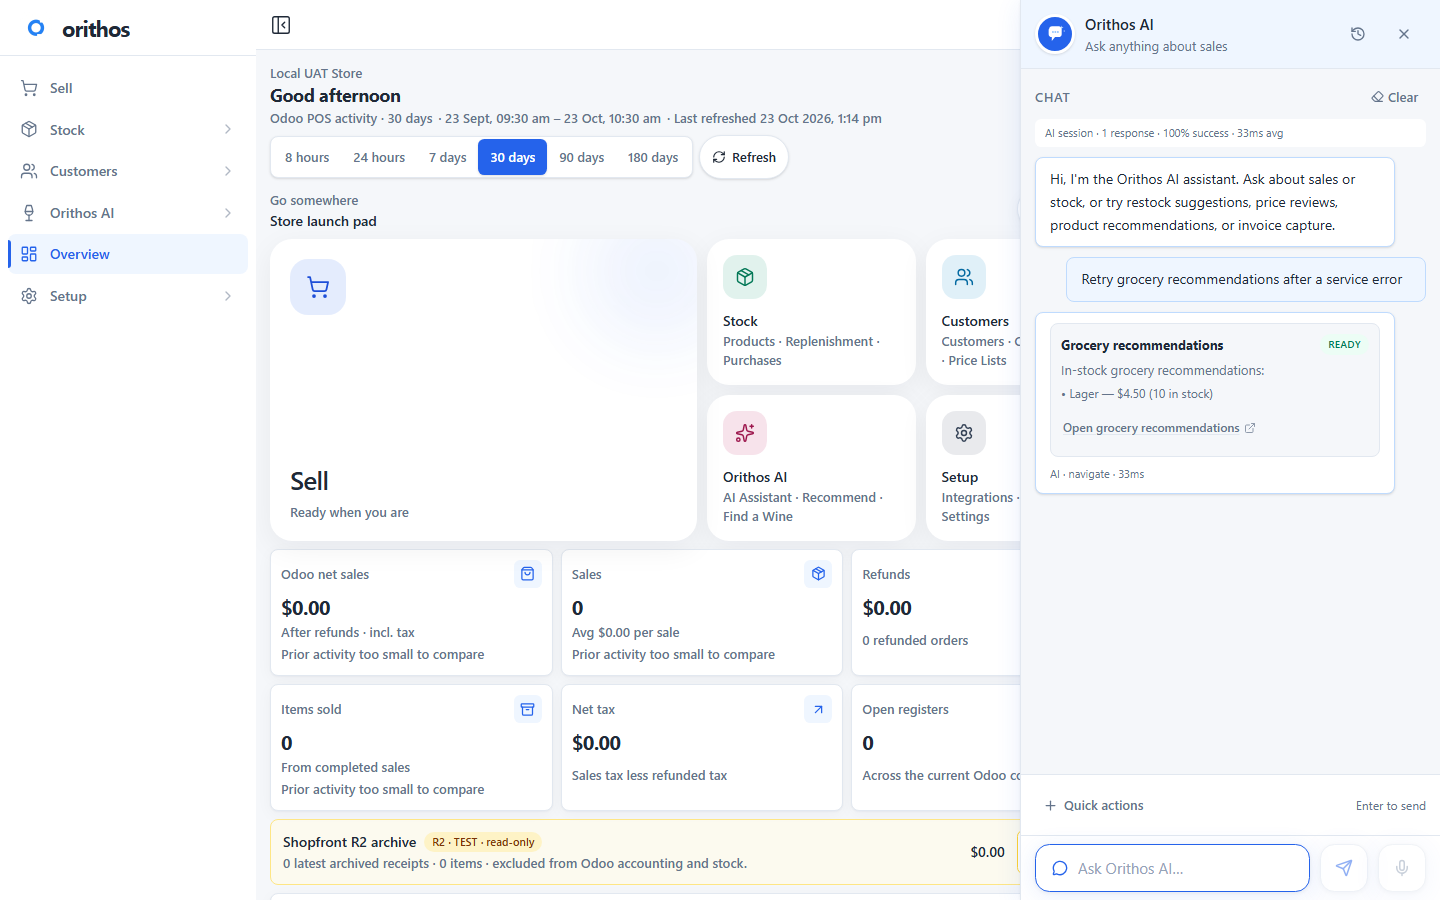 orithos
Sell
Stock
Customers
Orithos AI
Overview
Setup
Local UAT Store
Good afternoon
Odoo POS activity · 30 days · 23 Sept, 09:30 am – 23 Oct, 10:30 am · Last refreshed 23 Oct 2026, 1:14 pm
8 hours
24 hours
7 days
30 days
90 days
180 days
Refresh
Go somewhere
Store launch pad
Sell
Ready when you are
Stock
Products · Replenishment ·
Purchases
Customers
Customers ·
· Price Lists
Orithos AI
AI Assistant · Recommend ·
Find a Wine
Setup
Integrations ·
Settings
Odoo net sales
$0.00
After refunds · incl. tax
Prior activity too small to compare
Sales
0
Avg $0.00 per sale
Prior activity too small to compare
Refunds
$0.00
0 refunded orders
Items sold
0
From completed sales
Prior activity too small to compare
Net tax
$0.00
Sales tax less refunded tax
Open registers
0
Across the current Odoo
Shopfront R2 archive
R2 · TEST · read-only
0 latest archived receipts · 0 items · excluded from Odoo accounting and stock.
$0.00
Orithos AI
Ask anything about sales
CHAT
Clear
AI session · 1 response · 100% success · 33ms avg
Hi, I'm the Orithos AI assistant. Ask about sales or
stock, or try restock suggestions, price reviews,
product recommendations, or invoice capture.
Retry grocery recommendations after a service error
Grocery recommendations
READY
In-stock grocery recommendations:
• Lager — $4.50 (10 in stock)
Open grocery recommendations
AI · navigate · 33ms
Quick actions
Enter to send
Ask Orithos AI...